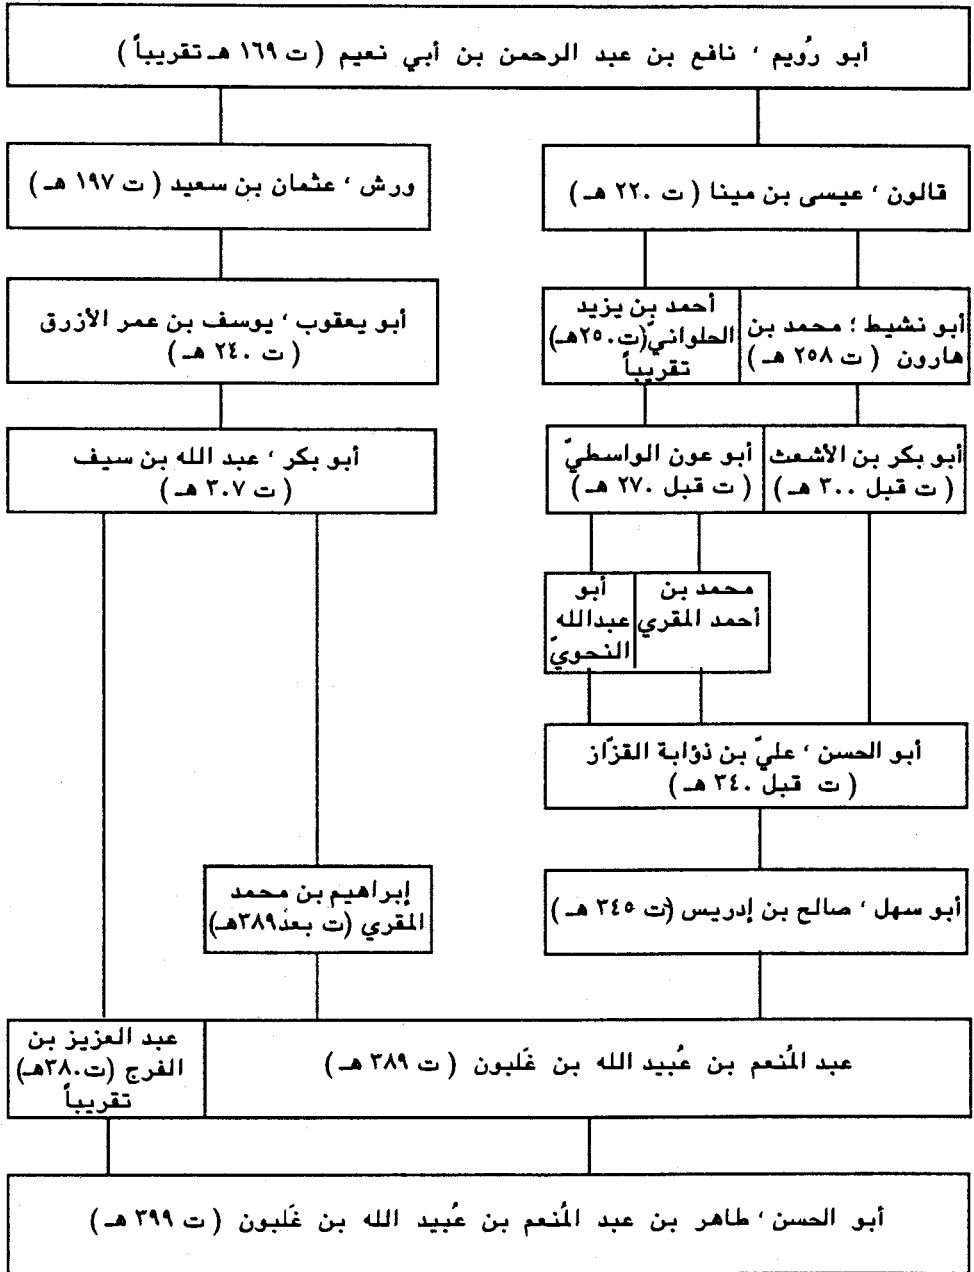 أبو رُويم ، نافع بن عبد الرحمن بن أبي نعيم ( ت ١٦٩ هـ تقريباً )
قالون ، عيسى بن مينا ( ت ٢٢٠ هـ )
ورش ، عثمان بن سعيد ( ت ١٩٧ هـ )
أبو نشيط ؛ محمد بن
هارون ( ت ٢٥٨ هـ )
أحمد بن يزيد
الحلوانيّ (ت ٢٥٠هـ)
تقريباً
أبو يعقوب ، يوسف بن عمر الأزرق
( ت ٢٤٠ هـ )
أبو بكر بن الأشعث
( ت قبل ٣٠٠ هـ )
أبو عون الواسطيّ
( ت قبل ٢٧٠ هـ )
أبو بكر ، عبد الله بن سيف
( ت ٣٠٧ هـ )
محمد بن
أحمد المقري
أبو
عبدالله
النحويّ
أبو الحسن ، عليّ بن ذؤابة القزّاز
( ت قبل ٣٤٠ هـ )
أبو سهل ، صالح بن إدريس (ت ٣٤٥ هـ )
إبراهيم بن محمد
المقري (ت بعد ٣٨٩هـ)
عبد المُنعم بن عُبيد الله بن غَلبون ( ت ٣٨٩ هـ )
عبد العزيز بن
الفرج (ت ٣٨٠هـ)
تقريباً
أبو الحسن ، طاهر بن عبد المُنعم بن عُبيد الله بن غَلبون ( ت ٣٩٩ هـ )